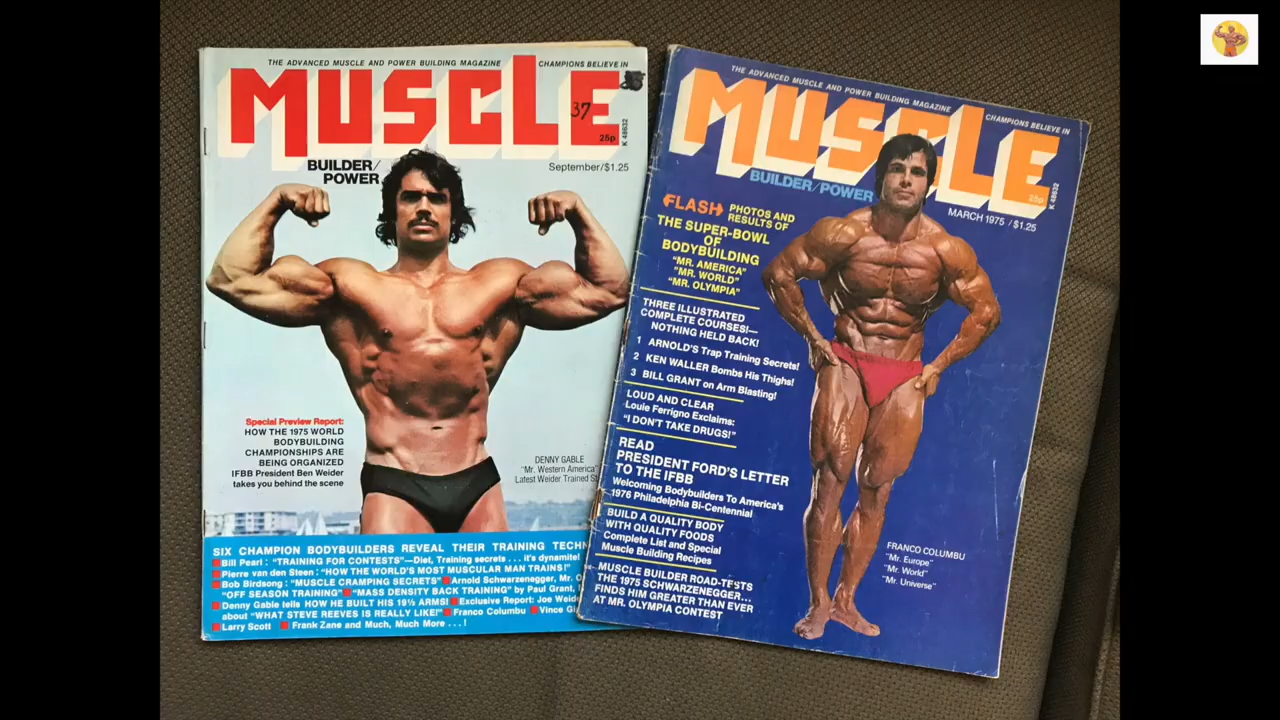 THE ADVANCED MUSCLE AND POWER BUILDING MAGAZINE
CHAMPIONS BELIEVE IN
MUSCLE
37
25p
K 48632
BUILDER/
POWER
September/$1.25
Special Preview Report:
HOW THE 1975 WORLD
BODYBUILDING
CHAMPIONSHIPS ARE
BEING ORGANIZED
IFBB President Ben Weider
takes you behind the scene
DENNY GABLE
"Mr. Western America"
Latest Weider Trained
SIX CHAMPION BODYBUILDERS REVEAL THEIR TRAINING
Bill Pearl: "TRAINING FOR CONTESTS"—Diet, Training secrets . . . it's dynamite!
Pierre van den Steen: "HOW THE WORLD'S MOST MUSCULAR MAN TRAINS!"
Bob Birdsong: "MUSCLE CRAMPING SECRETS" Arnold Schwarzenegger, Mr. O
"OFF SEASON TRAINING" "MASS DENSITY BACK TRAINING" by Paul Grant,
Denny Gable tells HOW HE BUILT HIS 19½ ARMS! Exclusive Report: Joe
about "WHAT STEVE REEVES IS REALLY LIKE!" Franco Columbu Vince
Larry Scott Frank Zane and Much, Much More . . . !
THE ADVANCED MUSCLE AND POWER BUILDING MAGAZINE
CHAMPIONS BELIEVE IN
MUSCLE
25p
K 48632
BUILDER/POWER
MARCH 1975 / $1.25
FLASH PHOTOS AND
RESULTS OF
THE SUPER-BOWL
OF
BODYBUILDING
"MR. AMERICA"
"MR. WORLD"
"MR. OLYMPIA"
THREE ILLUSTRATED
COMPLETE COURSES!—
NOTHING HELD BACK!
1 ARNOLD'S Trap Training Secrets!
2 KEN WALLER Bombs His Thighs!
3 BILL GRANT on Arm Blasting!
LOUD AND CLEAR
Louie Ferrigno Exclaims:
"I DON'T TAKE DRUGS!"
READ
PRESIDENT FORD'S LETTER
TO THE IFBB
Welcoming Bodybuilders To America's
1976 Philadelphia Bi-Centennial
BUILD A QUALITY BODY
WITH QUALITY FOODS
Complete List and Special
Muscle Building Recipes
MUSCLE BUILDER ROAD-TESTS
THE 1975 SCHWARZENEGGER...
FINDS HIM GREATER THAN EVER
AT MR. OLYMPIA CONTEST
FRANCO COLUMBU
"Mr. Europe"
"Mr. World"
"Mr. Universe"